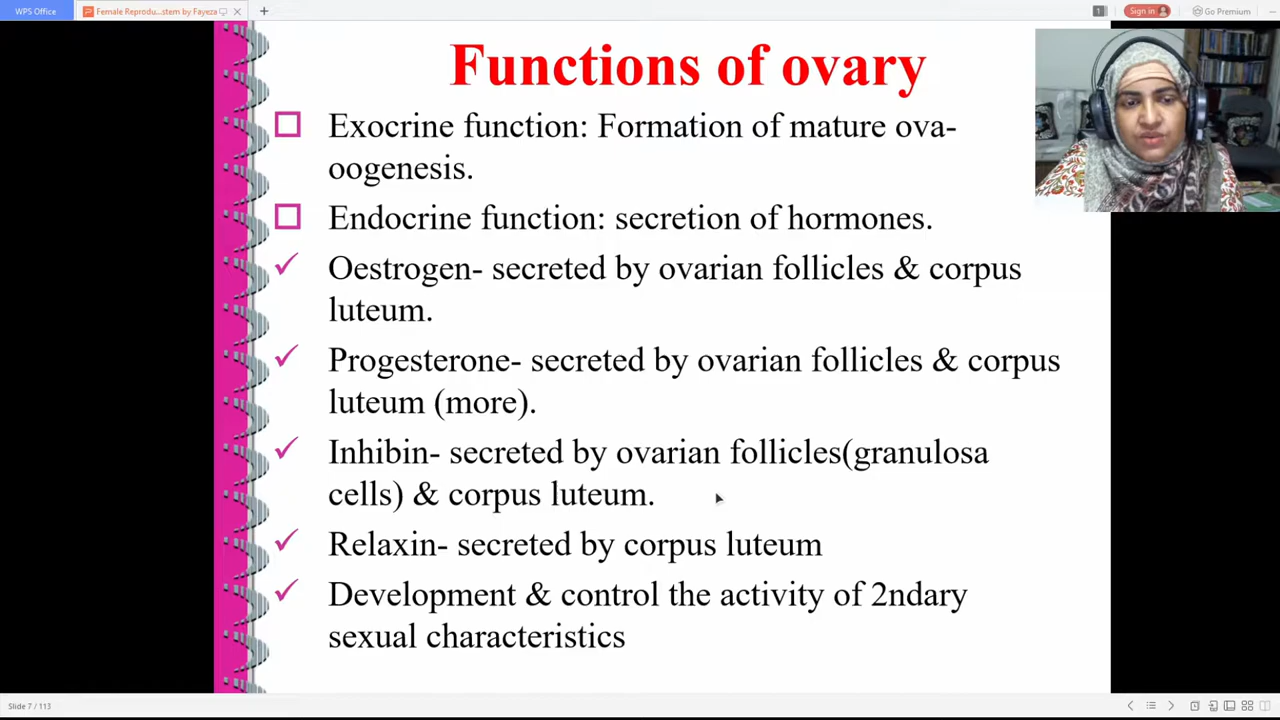 WPS Office
Female Reprodu...stem by Fayeza
1
Sign in
Go Premium
Functions of ovary
Exocrine function: Formation of mature ova-
oogenesis.
Endocrine function: secretion of hormones.
Oestrogen- secreted by ovarian follicles & corpus
luteum.
Progesterone- secreted by ovarian follicles & corpus
luteum (more).
Inhibin- secreted by ovarian follicles(granulosa
cells) & corpus luteum.
Relaxin- secreted by corpus luteum
Development & control the activity of 2ndary
sexual characteristics
Slide 7 / 113